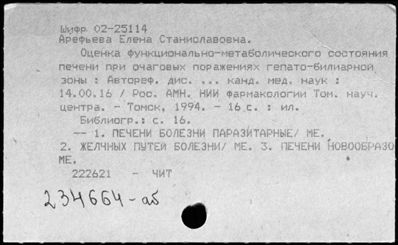 Шифр 02-25114
Арефьева Елена Станиславовна.
Оценка функционально-метаболического состояния
печени при очаговых поражениях гепато-билиарной
зоны : Автореф. дис. ... канд. мед. наук :
14.00.16 / Рос. АМН. НИИ фармакологии Том. науч.
центра. - Томск, 1994. - 16 с. : ил.
Библиогр.: с. 16.
-- 1. ПЕЧЕНИ БОЛЕЗНИ ПАРАЗИТАРНЫЕ/ МЕ.
2. ЖЕЛЧНЫХ ПУТЕЙ БОЛЕЗНИ/ МЕ. 3. ПЕЧЕНИ НОВООБРАЗО
МЕ.
222621 - ЧИТ
234664-аб